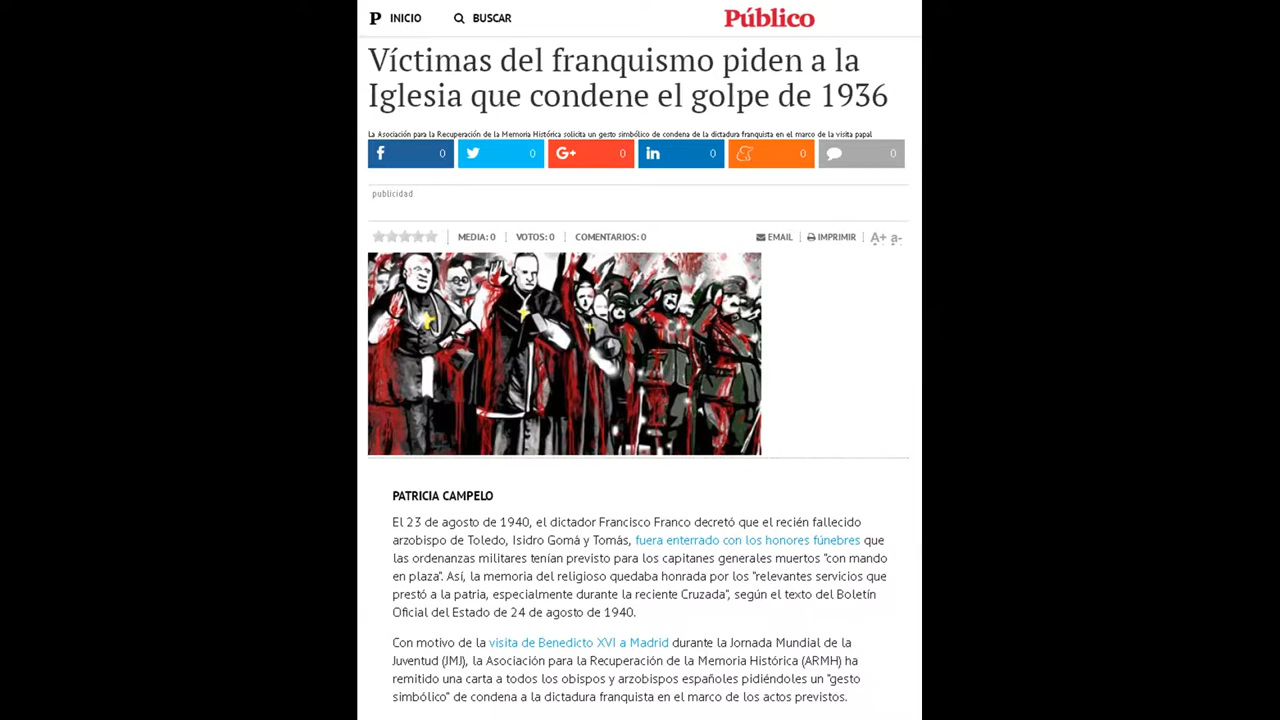 P INICIO BUSCAR Público
Víctimas del franquismo piden a la
Iglesia que condene el golpe de 1936
La Asociación para la Recuperación de la Memoria Histórica solicita un gesto simbólico de condena de la dictadura franquista en el marco de la visita papal
f 0 0 G+ 0 in 0 0 0
publicidad
MEDIA: 0 VOTOS: 0 COMENTARIOS: 0 EMAIL IMPRIMIR A+ a-
PATRICIA CAMPELO
El 23 de agosto de 1940, el dictador Francisco Franco decretó que el recién fallecido
arzobispo de Toledo, Isidro Gomá y Tomás, fuera enterrado con los honores fúnebres que
las ordenanzas militares tenían previsto para los capitanes generales muertos "con mando
en plaza". Así, la memoria del religioso quedaba honrada por los "relevantes servicios que
prestó a la patria, especialmente durante la reciente Cruzada", según el texto del Boletín
Oficial del Estado de 24 de agosto de 1940.
Con motivo de la visita de Benedicto XVI a Madrid durante la Jornada Mundial de la
Juventud (JMJ), la Asociación para la Recuperación de la Memoria Histórica (ARMH) ha
remitido una carta a todos los obispos y arzobispos españoles pidiéndoles un "gesto
simbólico" de condena a la dictadura franquista en el marco de los actos previstos.